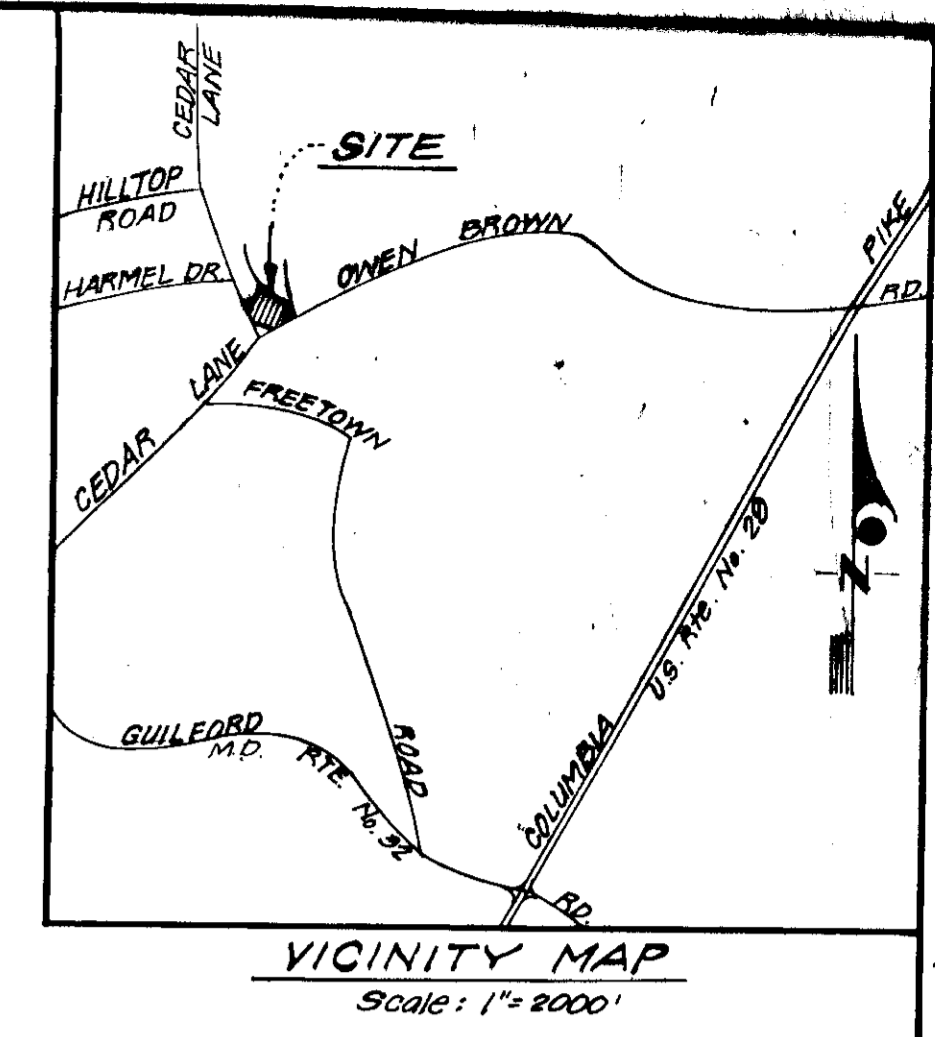 CEDAR
LANE
SITE
HILLTOP
ROAD
OWEN BROWN RD.
HARMEL DR.
PIKE
CEDAR LANE
FREETOWN
ROAD
U.S. Rte. No. 29
N
GUILFORD RD.
M.D. RTE. No. 32
COLUMBIA
VICINITY MAP
Scale: 1"= 2000'